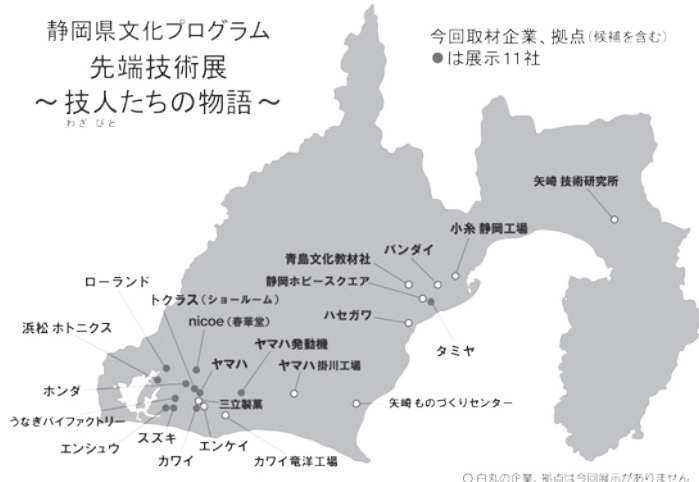 静岡県文化プログラム
先端技術展
～技人たちの物語～
わざ びと
今回取材企業、拠点(候補を含む)
●は展示11社
矢崎 技術研究所
小糸 静岡工場
バンダイ
青島文化教材社
静岡ホビースクエア
ハセガワ
タミヤ
ローランド
トクラス(ショールーム)
nicoe(春華堂)
浜松 ホトニクス
ヤマハ発動機
ヤマハ
ヤマハ 掛川工場
ホンダ
三立製菓
矢崎 ものづくりセンター
うなぎパイファクトリー
エンシュウ
スズキ
カワイ
エンケイ
カワイ竜洋工場
○ 白丸の企業、拠点は今回展示がありません